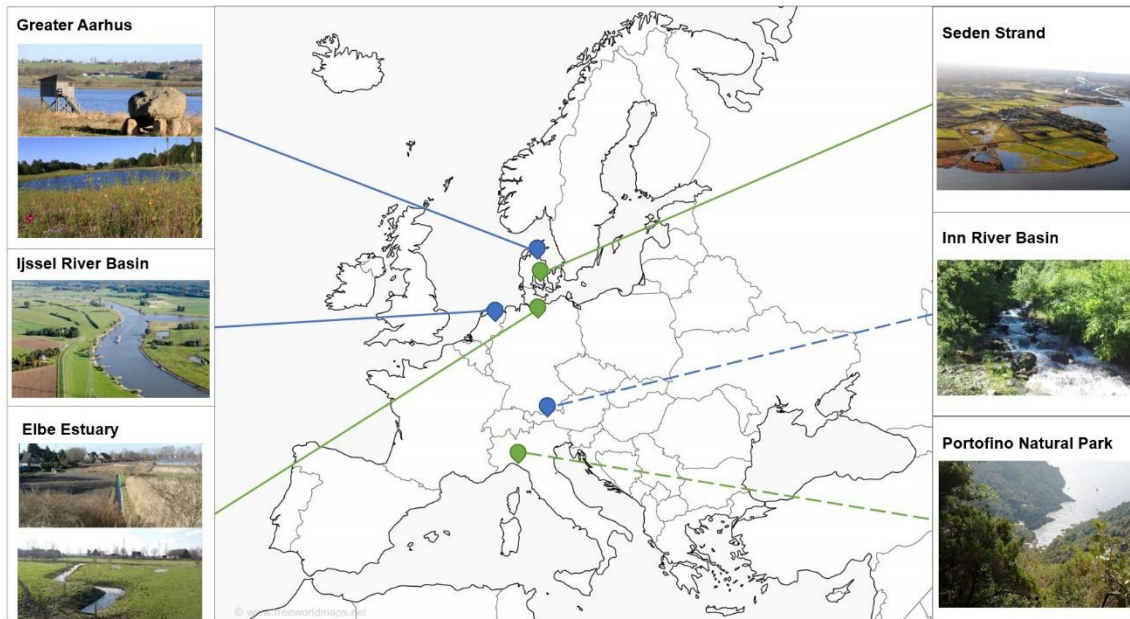 Greater Aarhus
Ijssel River Basin
Elbe Estuary
Seden Strand
Inn River Basin
Portofino Natural Park
© www.freeworldmaps.net